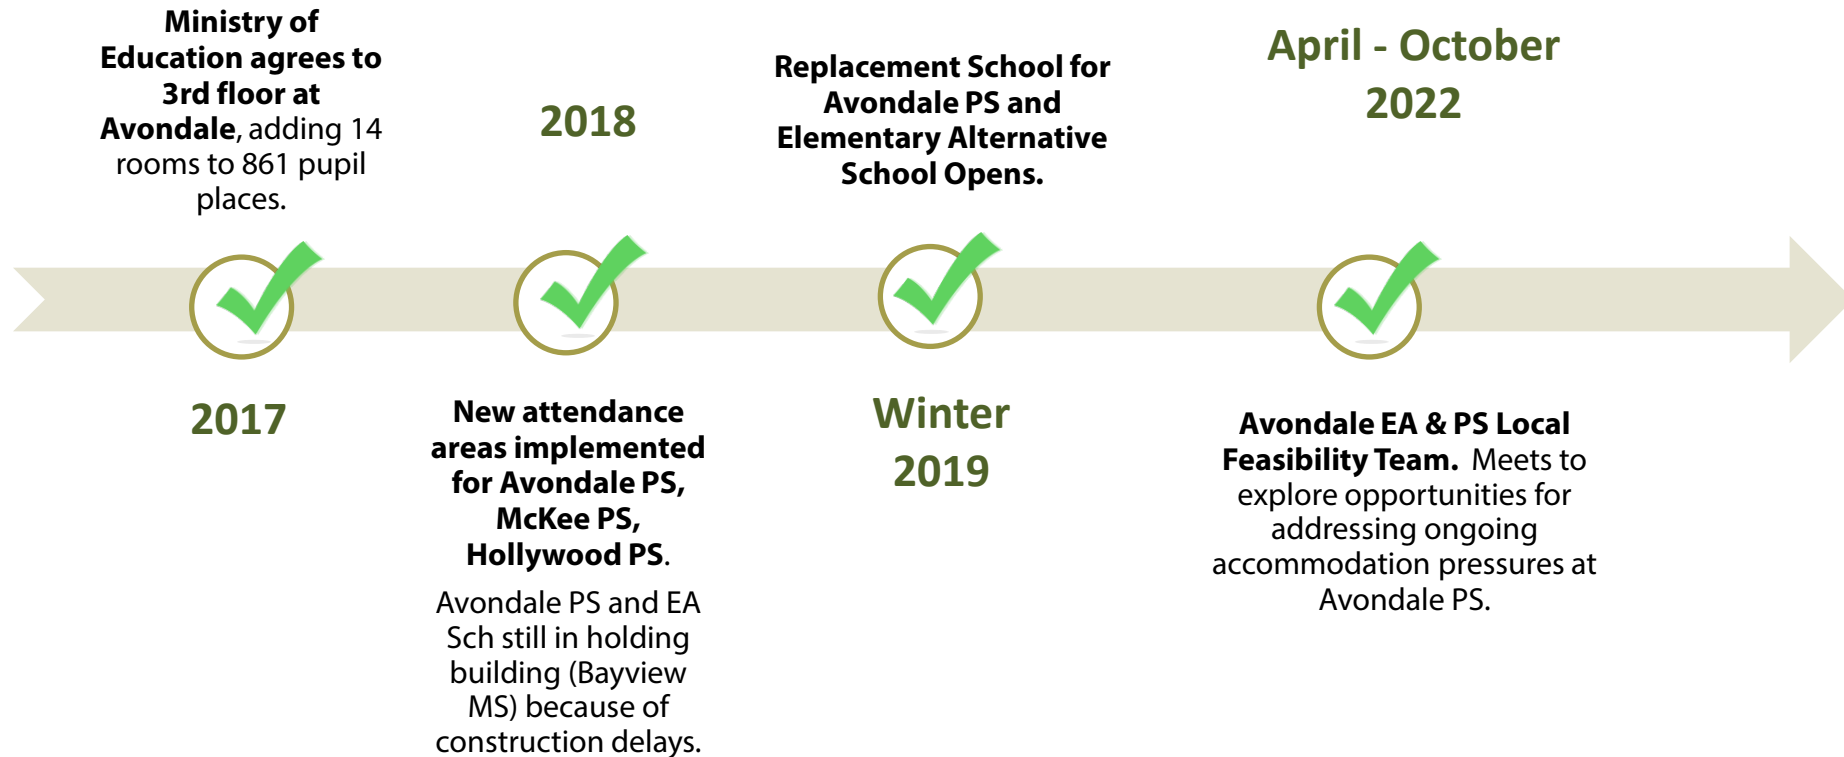 Ministry of
Education agrees to
3rd floor at
Avondale, adding 14
rooms to 861 pupil
places.
2017
2018
New attendance
areas implemented
for Avondale PS,
McKee PS,
Hollywood PS.
Avondale PS and EA
Sch still in holding
building (Bayview
MS) because of
construction delays.
Replacement School for
Avondale PS and
Elementary Alternative
School Opens.
Winter
2019
April - October
2022
Avondale EA & PS Local
Feasibility Team.  Meets to
explore opportunities for
addressing ongoing
accommodation pressures at
Avondale PS.